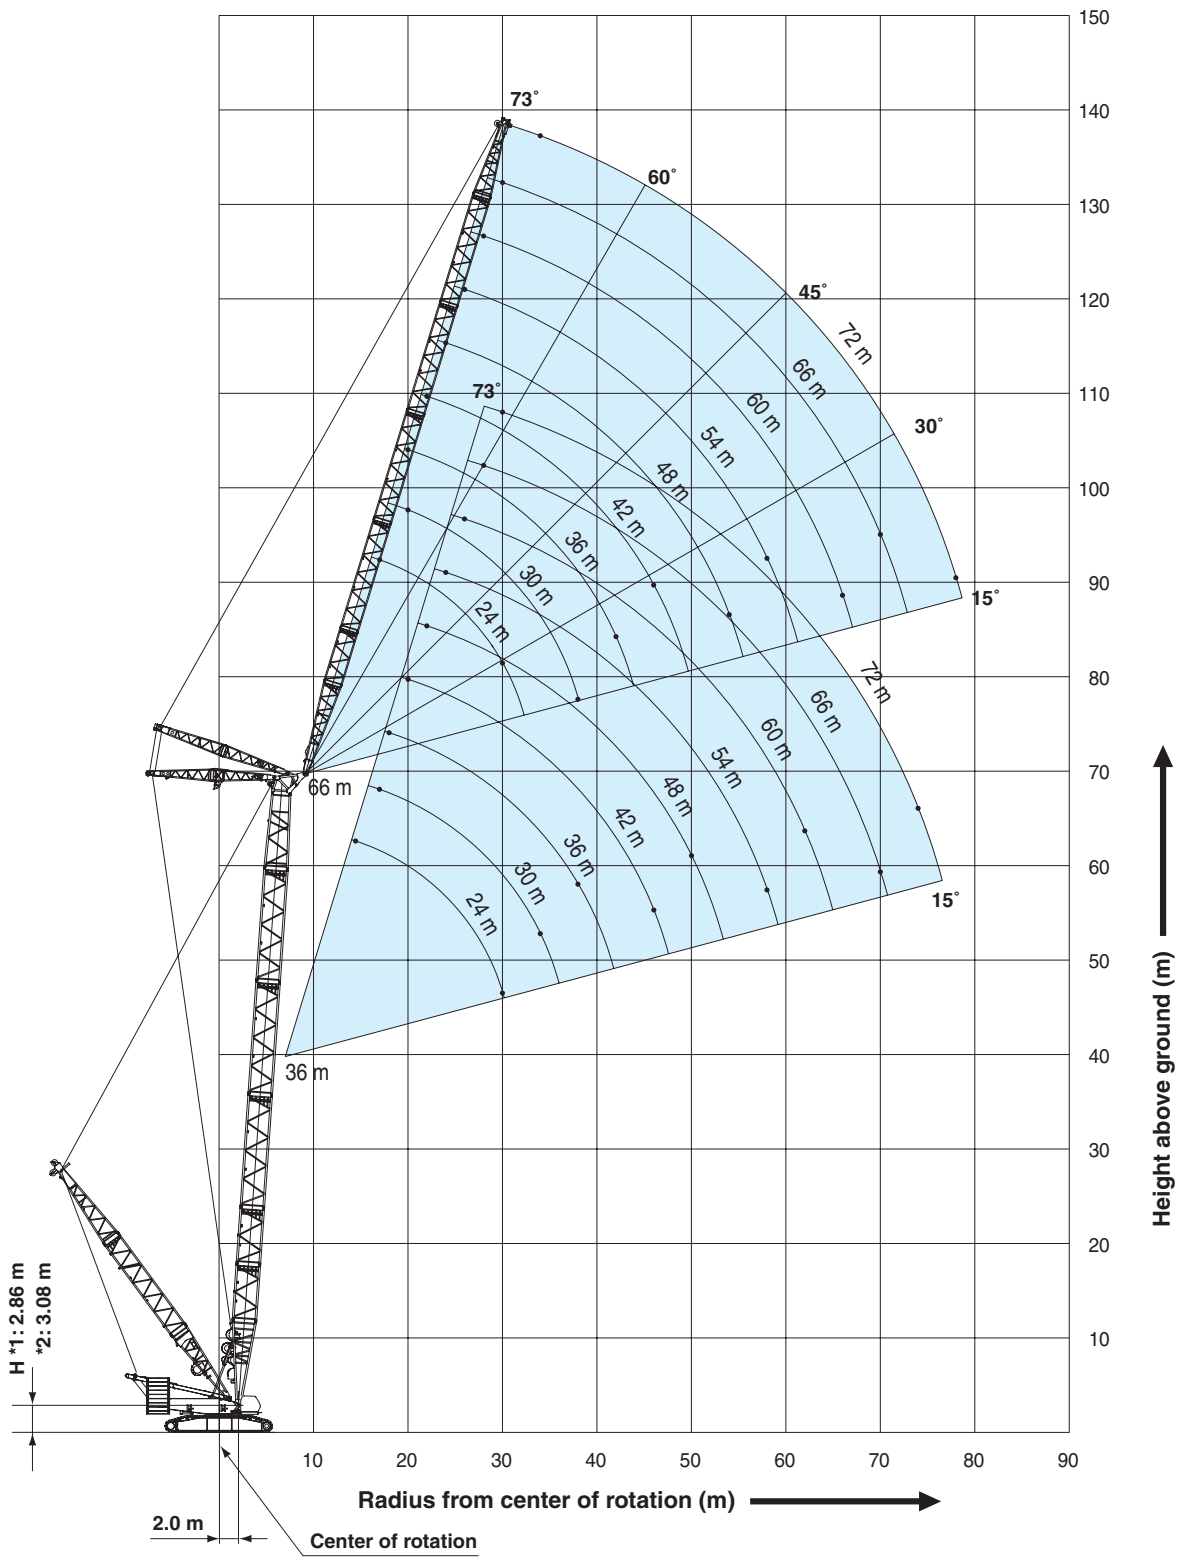 150
73°
140
60°
130
45°
120
72 m
66 m
73°
110
60 m
30°
54 m
48 m
100
42 m
36 m
30 m
90
15°
24 m
80
72 m
66 m
60 m
54 m
70
66 m
48 m
42 m
36 m
60
30 m
15°
24 m
50
40
36 m
30
20
10
Height above ground (m)
H *1: 2.86 m
*2: 3.08 m
10 20 30 40 50 60 70 80 90
Radius from center of rotation (m)
2.0 m
Center of rotation